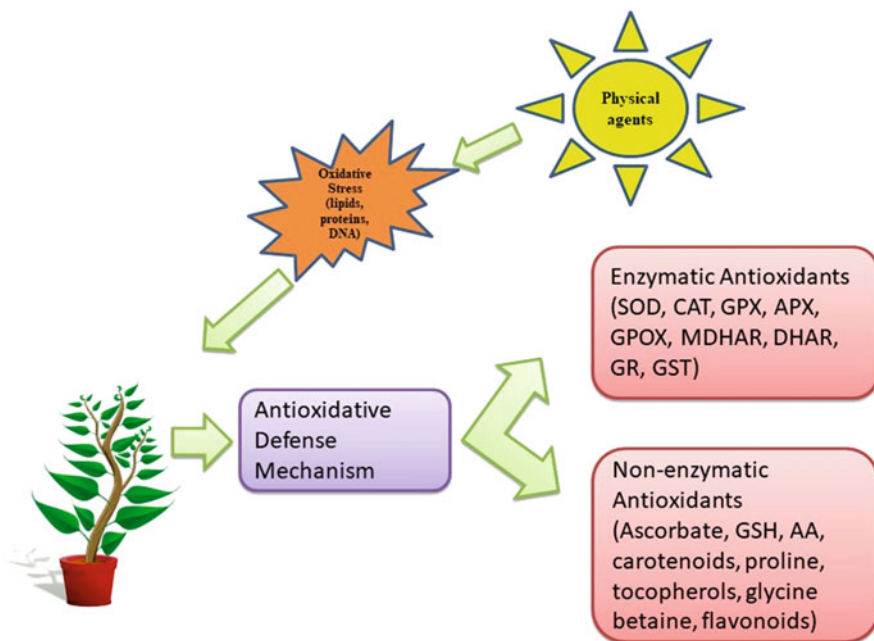 Physical
agents
Oxidative
Stress
(lipids,
proteins,
DNA)
Enzymatic Antioxidants
(SOD, CAT, GPX, APX,
GPOX, MDHAR, DHAR,
GR, GST)
Antioxidative
Defense
Mechanism
Non-enzymatic
Antioxidants
(Ascorbate, GSH, AA,
carotenoids, proline,
tocopherols, glycine
betaine, flavonoids)